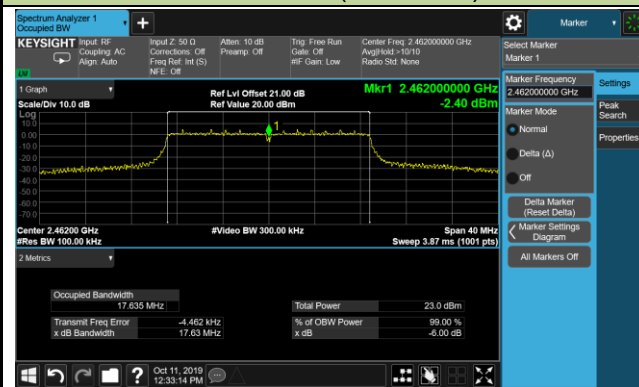 Spectrum Analyzer 1
Occupied BW
+
Marker
KEYSIGHT
Input: RF
Coupling: AC
Align: Auto
Input Z: 50 Ω
Corrections: Off
Freq Ref: Int (S)
NFE: Off
Atten: 10 dB
Preamp: Off
Trig: Free Run
Gate: Off
#IF Gain: Low
Center Freq: 2.462000000 GHz
Avg|Hold:>10/10
Radio Std: None
Select Marker
Marker 1
LXI
1 Graph
Scale/Div 10.0 dB
Ref Lvl Offset 21.00 dB
Ref Value 20.00 dBm
Mkr1 2.462000000 GHz
-2.40 dBm
Log
10.0
0.00
-10.0
-20.0
-30.0
-40.0
-50.0
-60.0
-70.0
1
Center 2.46200 GHz
#Res BW 100.00 kHz
#Video BW 300.00 kHz
Span 40 MHz
Sweep 3.87 ms (1001 pts)
2 Metrics
Occupied Bandwidth
17.635 MHz
Total Power 23.0 dBm
Transmit Freq Error -4.462 kHz
% of OBW Power 99.00 %
x dB Bandwidth 17.63 MHz
x dB -6.00 dB
Marker Frequency
2.462000000 GHz
Settings
Marker Mode
Peak
Search
Normal
Properties
Delta (Δ)
Off
Delta Marker
(Reset Delta)
Marker Settings
Diagram
All Markers Off
?
Oct 11, 2019
12:33:14 PM